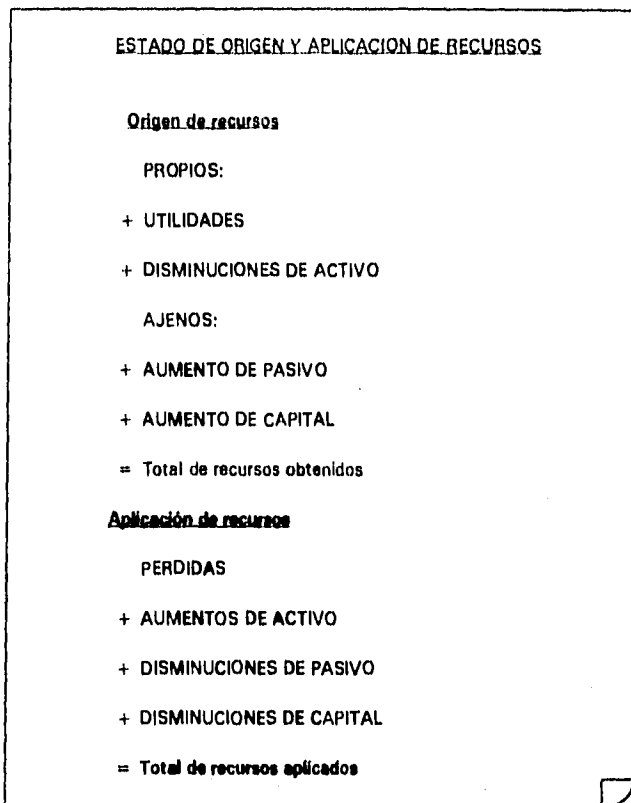 ESTADO DE ORIGEN Y APLICACION DE RECURSOS
Origen de recursos
PROPIOS:
+ UTILIDADES
+ DISMINUCIONES DE ACTIVO
AJENOS:
+ AUMENTO DE PASIVO
+ AUMENTO DE CAPITAL
= Total de recursos obtenidos
Aplicación de recursos
PERDIDAS
+ AUMENTOS DE ACTIVO
+ DISMINUCIONES DE PASIVO
+ DISMINUCIONES DE CAPITAL
= Total de recursos aplicados